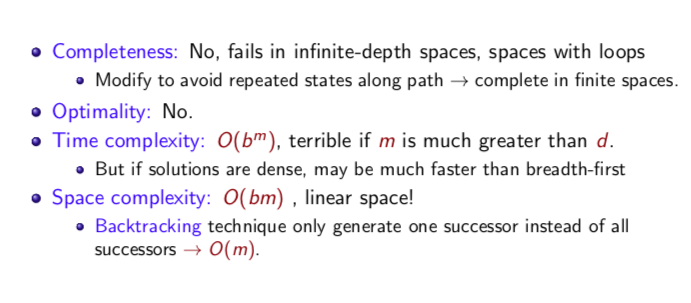 Completeness: No, fails in infinite-depth spaces, spaces with loops
Modify to avoid repeated states along path → complete in finite spaces.
Optimality: No.
Time complexity: O(bᵐ), terrible if m is much greater than d.
But if solutions are dense, may be much faster than breadth-first
Space complexity: O(bm) , linear space!
Backtracking technique only generate one successor instead of all
successors → O(m).